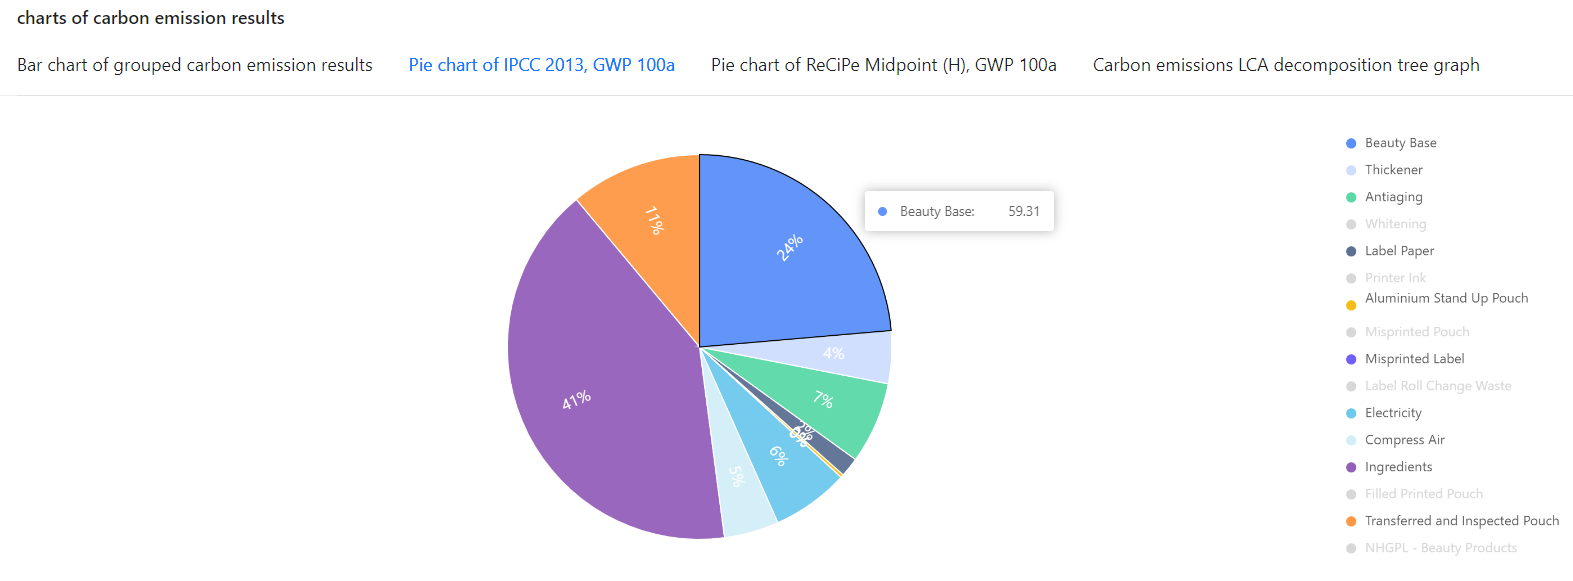 charts of carbon emission results
Bar chart of grouped carbon emission results
Pie chart of IPCC 2013, GWP 100a
Pie chart of ReCiPe Midpoint (H), GWP 100a
Carbon emissions LCA decomposition tree graph
11%
24%
Beauty Base: 59.31
4%
7%
2%
0%
6%
5%
41%
Beauty Base
Thickener
Antiaging
Whitening
Label Paper
Printer Ink
Aluminium Stand Up Pouch
Misprinted Pouch
Misprinted Label
Label Roll Change Waste
Electricity
Compress Air
Ingredients
Filled Printed Pouch
Transferred and Inspected Pouch
NHGPL - Beauty Products